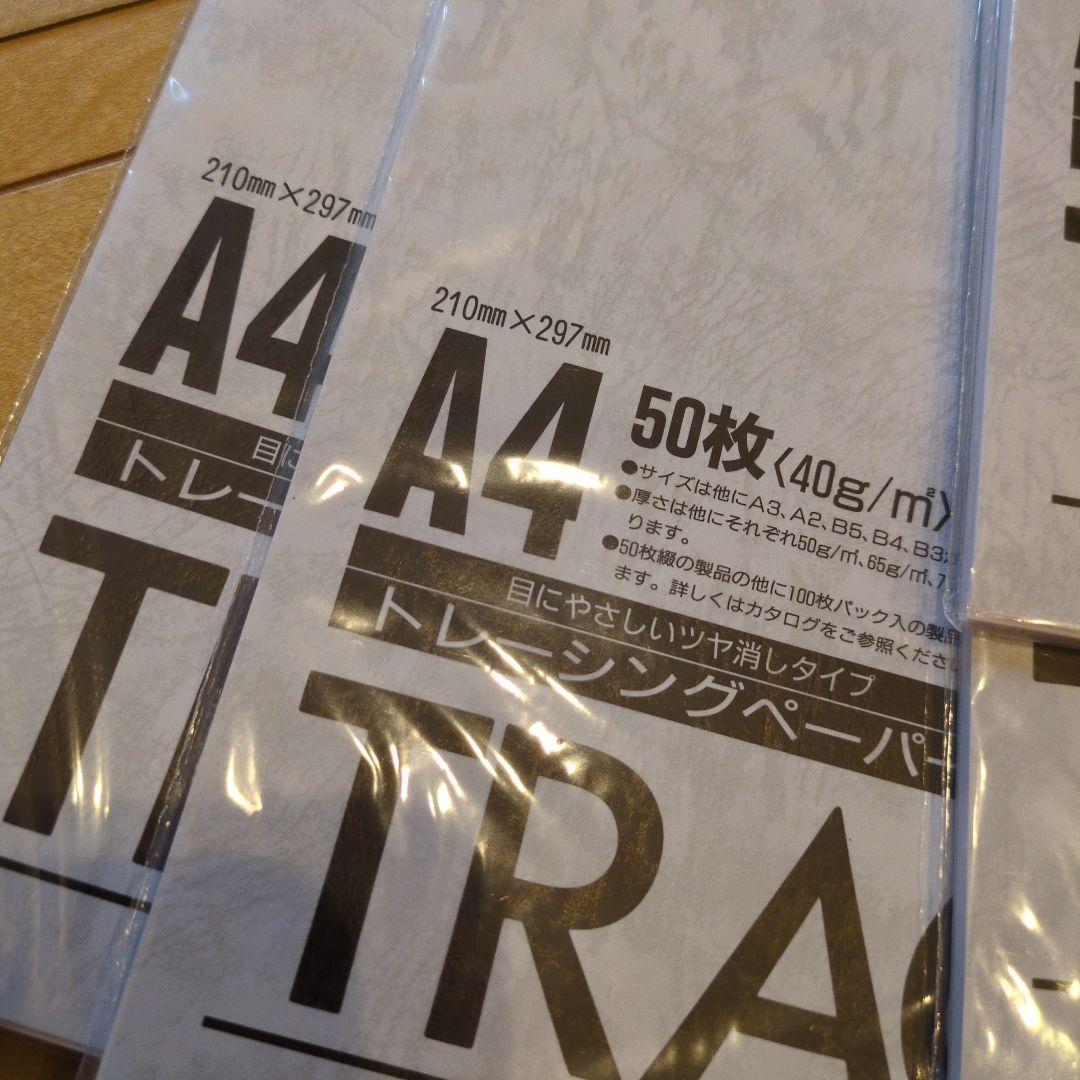 210mm×297mm
A4
目に
トレー
T
210mm×297mm
A4
50枚〈40g/㎡〉
●サイズは他にA3、A2、B5、B4、B3
●厚さは他にそれぞれ50g/㎡、65g/㎡、7
ります。
●50枚綴の製品の他に100枚パック入の製品
ます。詳しくはカタログをご参照くださ
目にやさしいツヤ消しタイプ
トレーシングペーパー
TRA